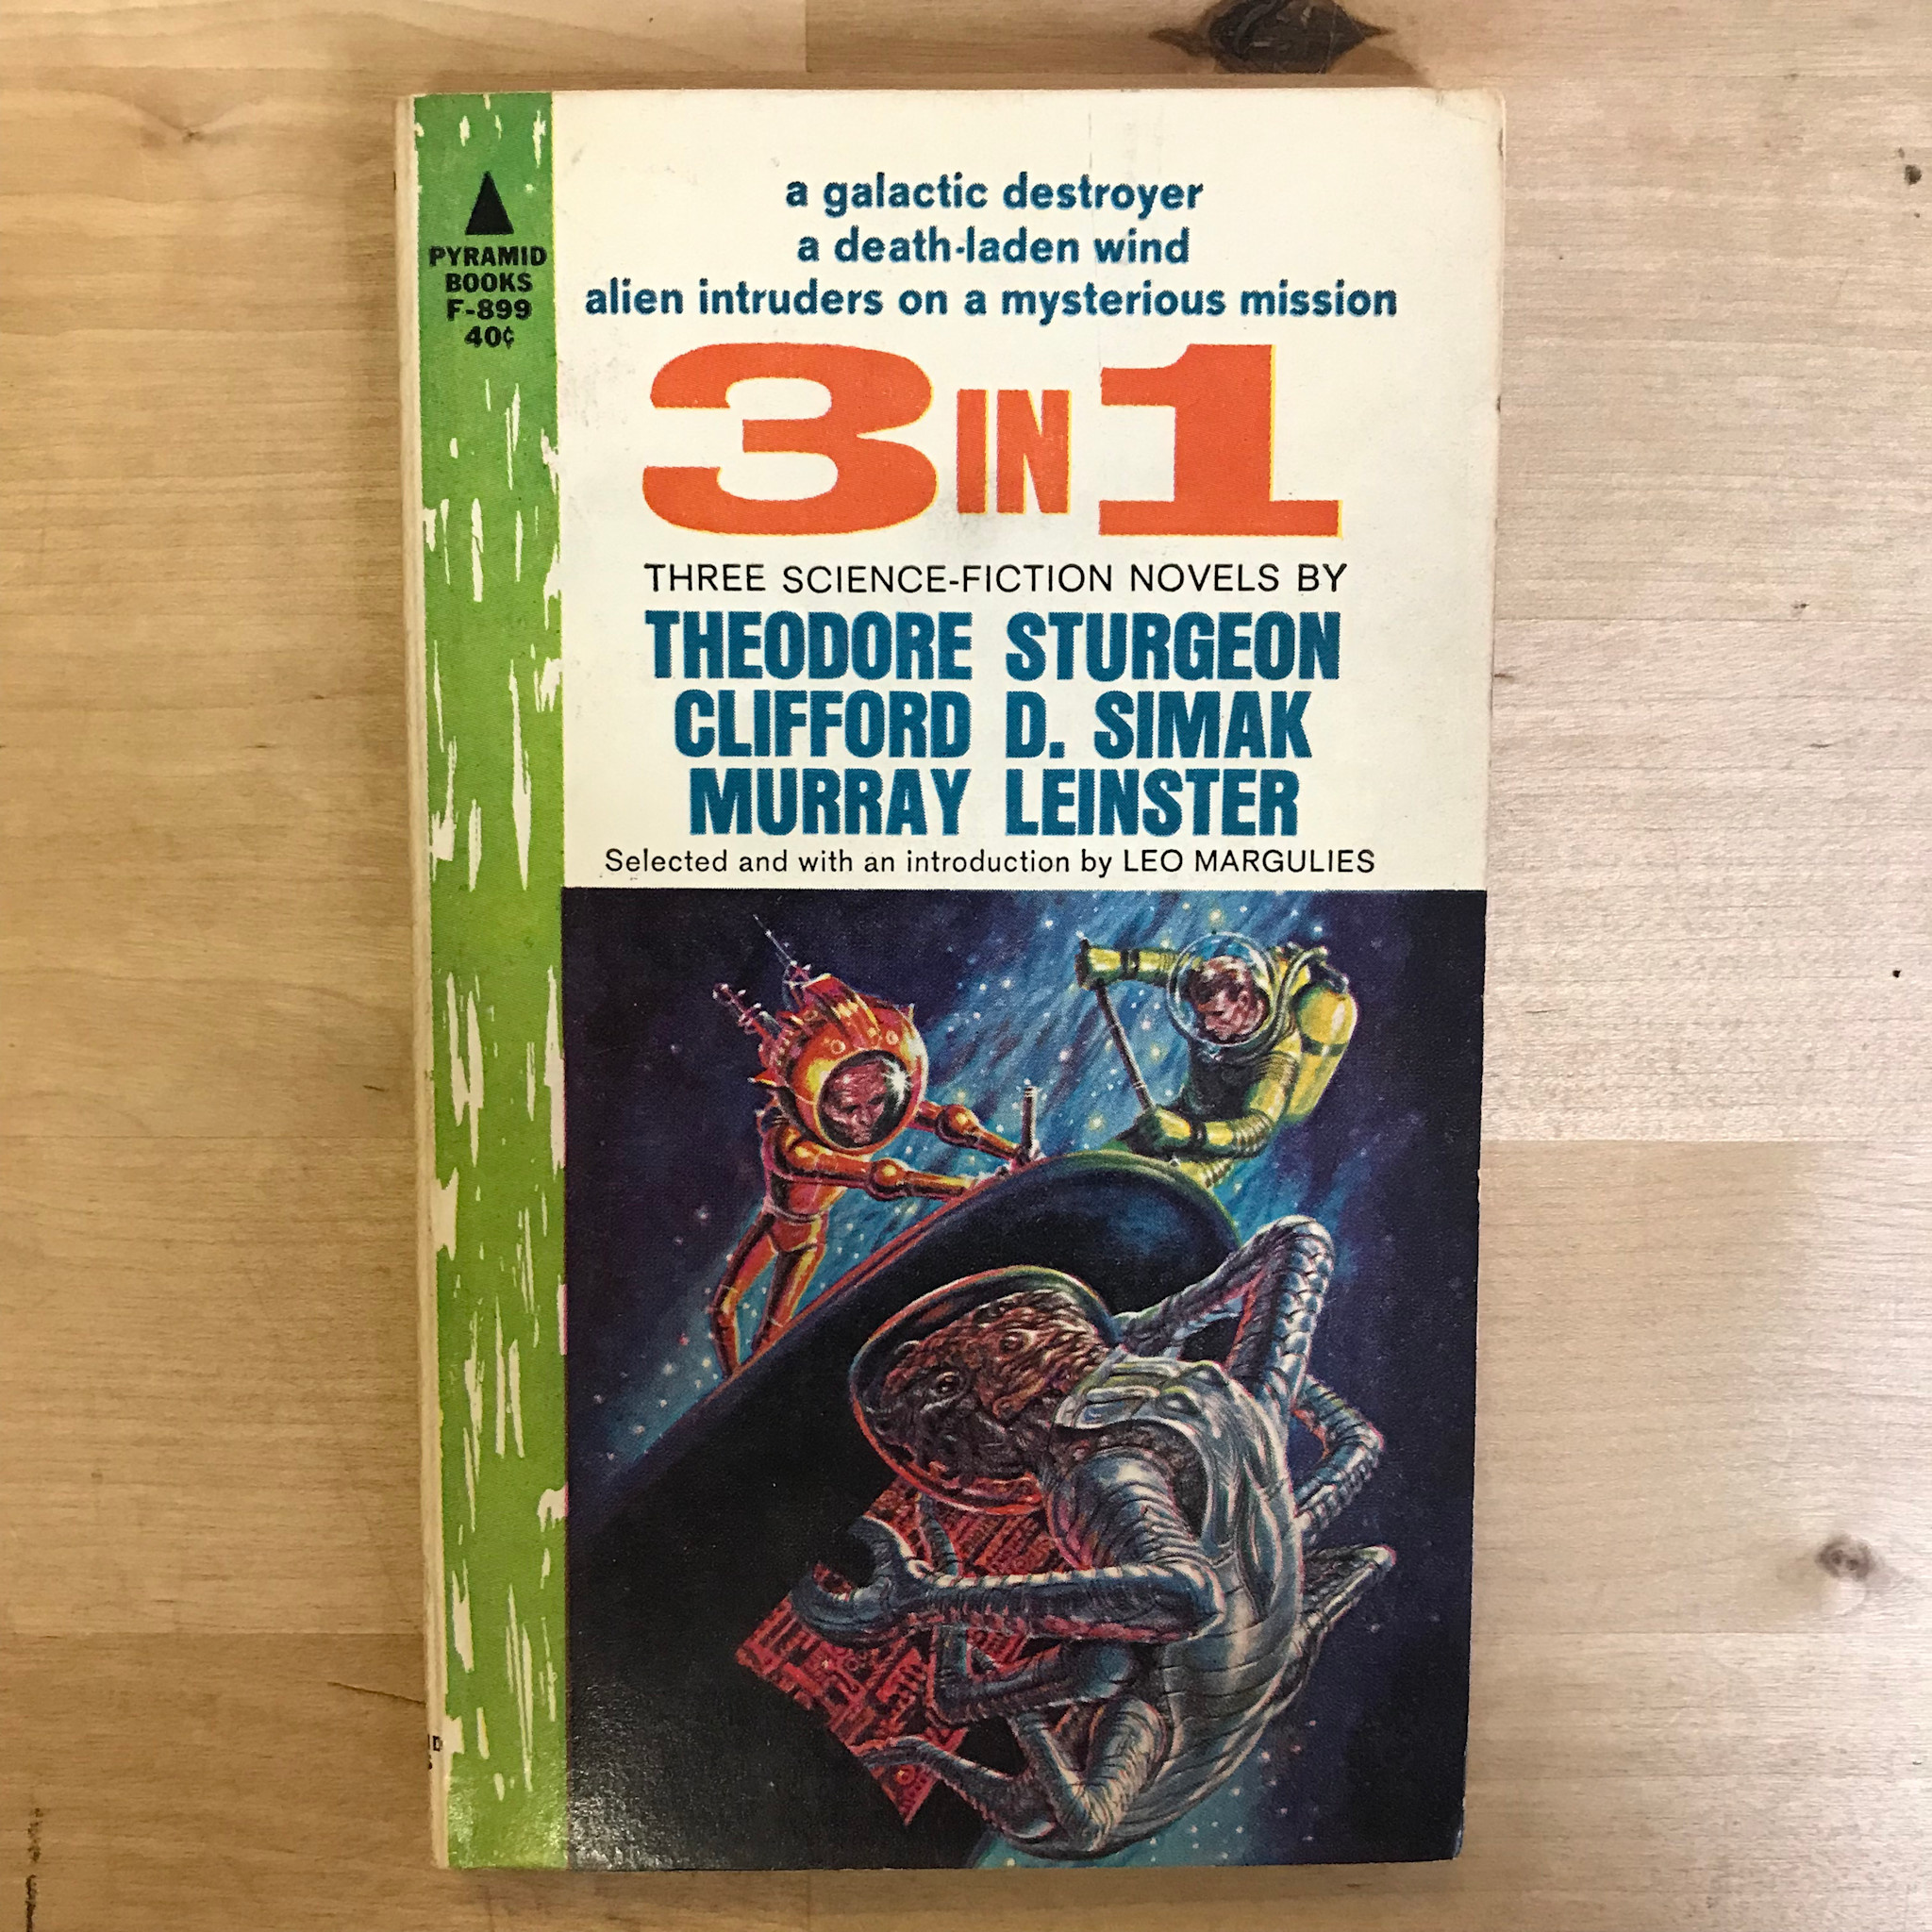 PYRAMID
BOOKS
F-899
40¢
a galactic destroyer
a death-laden wind
alien intruders on a mysterious mission
3 IN 1
THREE SCIENCE-FICTION NOVELS BY
THEODORE STURGEON
CLIFFORD D. SIMAK
MURRAY LEINSTER
Selected and with an introduction by LEO MARGULIES